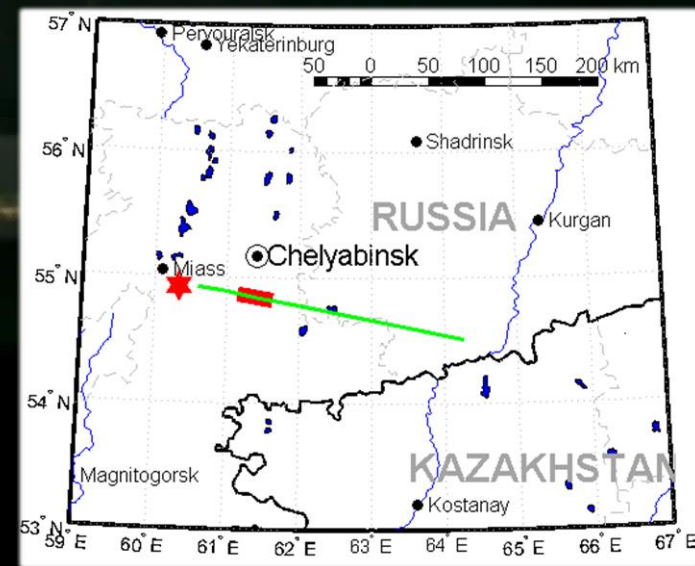 57° N
Pervouralsk
Yekaterinburg
50 0 50 100 150 200 km
56° N
Shadrinsk
RUSSIA
Kurgan
Chelyabinsk
55° N
Miass
54° N
KAZAKHSTAN
Magnitogorsk
Kostanay
53° N
59° E 60° E 61° E 62° E 63° E 64° E 65° E 66° E 67° E